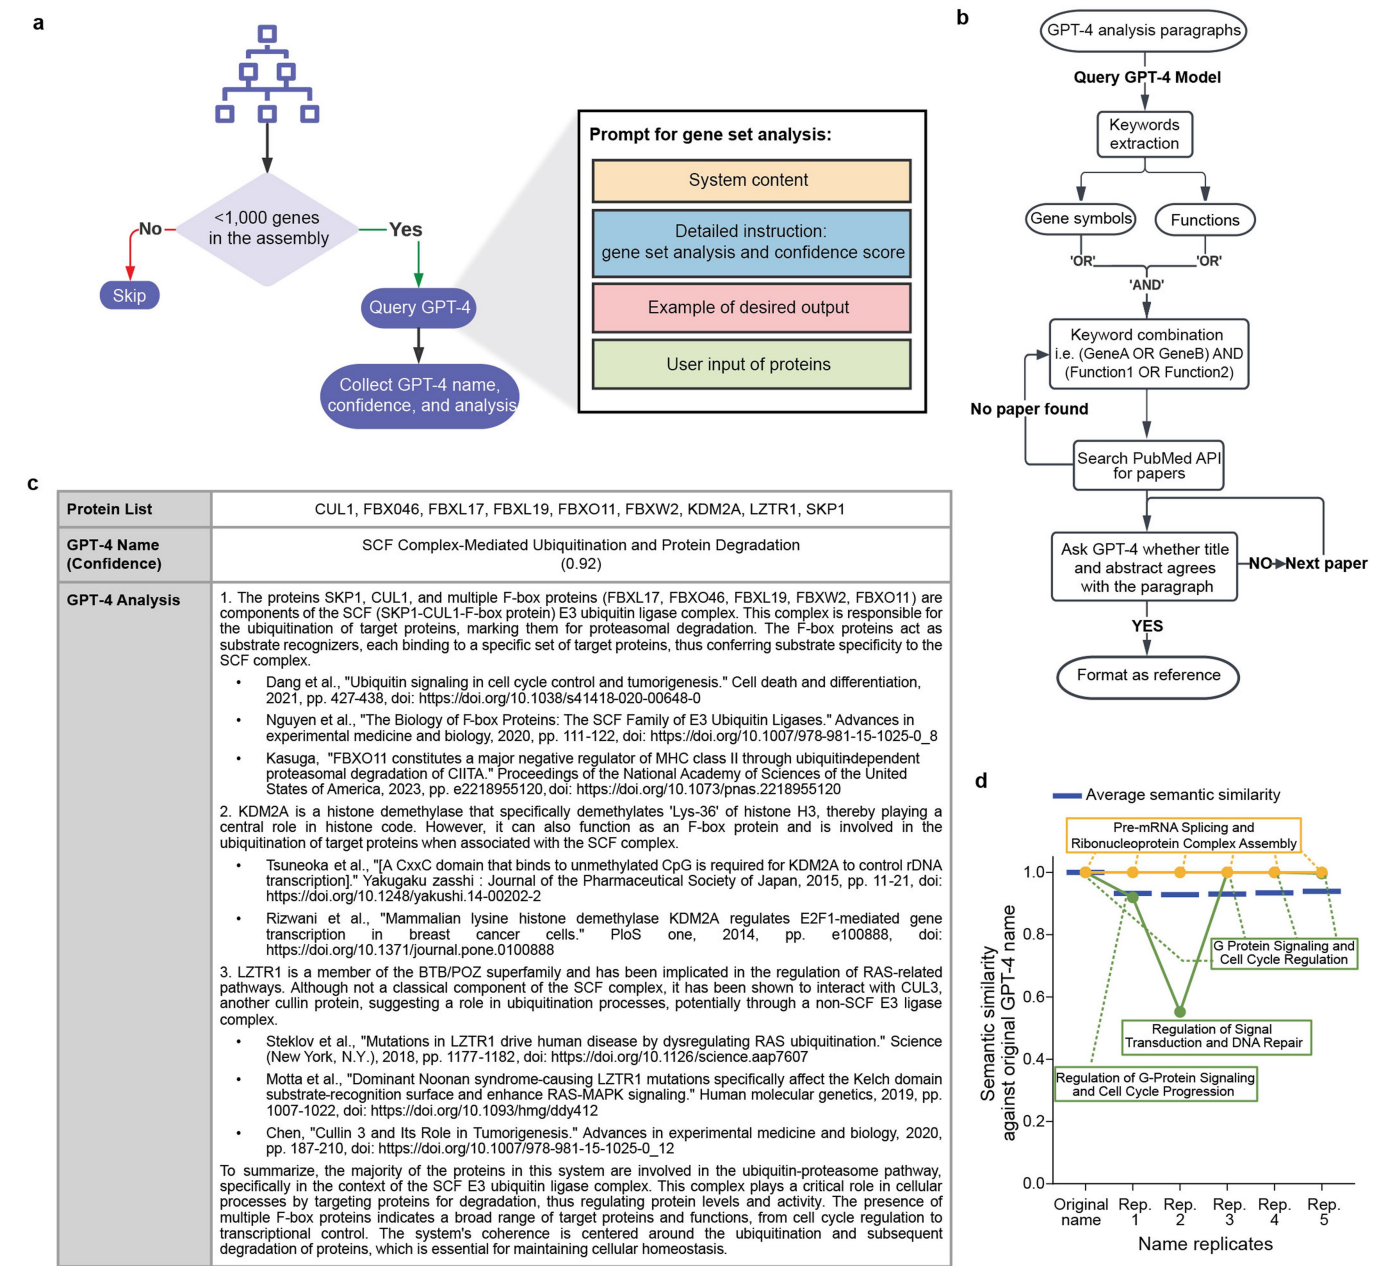 a
<1,000 genes
in the assembly
No
Yes
Skip
Query GPT-4
Collect GPT-4 name,
confidence, and analysis
Prompt for gene set analysis:
System content
Detailed instruction:
gene set analysis and confidence score
Example of desired output
User input of proteins
b
GPT-4 analysis paragraphs
Query GPT-4 Model
Keywords
extraction
Gene symbols
Functions
'OR'
'OR'
'AND'
Keyword combination
i.e. (GeneA OR GeneB) AND
(Function1 OR Function2)
No paper found
Search PubMed API
for papers
Ask GPT-4 whether title
and abstract agrees
with the paragraph
NO
Next paper
YES
Format as reference
c
Protein List
CUL1, FBX046, FBXL17, FBXL19, FBXO11, FBXW2, KDM2A, LZTR1, SKP1
GPT-4 Name
(Confidence)
SCF Complex-Mediated Ubiquitination and Protein Degradation
(0.92)
GPT-4 Analysis
1. The proteins SKP1, CUL1, and multiple F-box proteins (FBXL17, FBXO46, FBXL19, FBXW2, FBXO11) are
components of the SCF (SKP1-CUL1-F-box protein) E3 ubiquitin ligase complex. This complex is responsible for
the ubiquitination of target proteins, marking them for proteasomal degradation. The F-box proteins act as
substrate recognizers, each binding to a specific set of target proteins, thus conferring substrate specificity to the
SCF complex.
• Dang et al., "Ubiquitin signaling in cell cycle control and tumorigenesis." Cell death and differentiation,
2021, pp. 427-438, doi: https://doi.org/10.1038/s41418-020-00648-0
• Nguyen et al., "The Biology of F-box Proteins: The SCF Family of E3 Ubiquitin Ligases." Advances in
experimental medicine and biology, 2020, pp. 111-122, doi: https://doi.org/10.1007/978-981-15-1025-0_8
• Kasuga, "FBXO11 constitutes a major negative regulator of MHC class II through ubiquitin-dependent
proteasomal degradation of CIITA." Proceedings of the National Academy of Sciences of the United
States of America, 2023, pp. e2218955120, doi: https://doi.org/10.1073/pnas.2218955120
2. KDM2A is a histone demethylase that specifically demethylates 'Lys-36' of histone H3, thereby playing a
central role in histone code. However, it can also function as an F-box protein and is involved in the
ubiquitination of target proteins when associated with the SCF complex.
• Tsuneoka et al., "[A CxxC domain that binds to unmethylated CpG is required for KDM2A to control rDNA
transcription]." Yakugaku zasshi : Journal of the Pharmaceutical Society of Japan, 2015, pp. 11-21, doi:
https://doi.org/10.1248/yakushi.14-00202-2
• Rizwani et al., "Mammalian lysine histone demethylase KDM2A regulates E2F1-mediated gene
transcription in breast cancer cells." PloS one, 2014, pp. e100888, doi:
https://doi.org/10.1371/journal.pone.0100888
3. LZTR1 is a member of the BTB/POZ superfamily and has been implicated in the regulation of RAS-related
pathways. Although not a classical component of the SCF complex, it has been shown to interact with CUL3,
another cullin protein, suggesting a role in ubiquitination processes, potentially through a non-SCF E3 ligase
complex.
• Steklov et al., "Mutations in LZTR1 drive human disease by dysregulating RAS ubiquitination." Science
(New York, N.Y.), 2018, pp. 1177-1182, doi: https://doi.org/10.1126/science.aap7607
• Motta et al., "Dominant Noonan syndrome-causing LZTR1 mutations specifically affect the Kelch domain
substrate-recognition surface and enhance RAS-MAPK signaling." Human molecular genetics, 2019, pp.
1007-1022, doi: https://doi.org/10.1093/hmg/ddy412
• Chen, "Cullin 3 and Its Role in Tumorigenesis." Advances in experimental medicine and biology, 2020,
pp. 187-210, doi: https://doi.org/10.1007/978-981-15-1025-0_12
To summarize, the majority of the proteins in this system are involved in the ubiquitin-proteasome pathway,
specifically in the context of the SCF E3 ubiquitin ligase complex. This complex plays a critical role in cellular
processes by targeting proteins for degradation, thus regulating protein levels and activity. The presence of
multiple F-box proteins indicates a broad range of target proteins and functions, from cell cycle regulation to
transcriptional control. The system's coherence is centered around the ubiquitination and subsequent
degradation of proteins, which is essential for maintaining cellular homeostasis.
d
Average semantic similarity
Pre-mRNA Splicing and
Ribonucleoprotein Complex Assembly
G Protein Signaling and
Cell Cycle Regulation
Regulation of Signal
Transduction and DNA Repair
Regulation of G-Protein Signaling
and Cell Cycle Progression
Semantic similarity
against original GPT-4 name
1.0
0.8
0.6
0.4
0.2
0.0
Original
name
Rep.
1
Rep.
2
Rep.
3
Rep.
4
Rep.
5
Name replicates